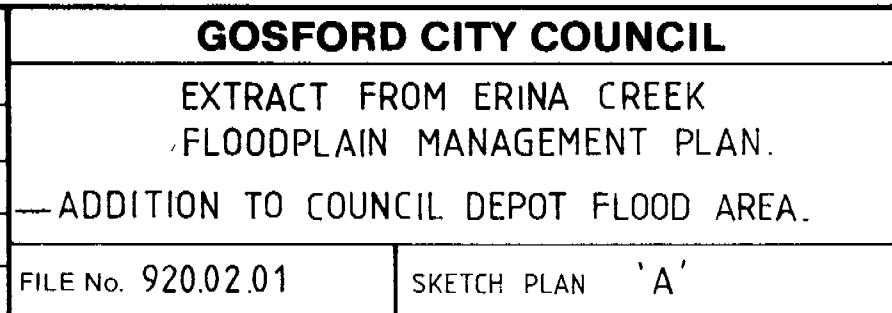 GOSFORD CITY COUNCIL
EXTRACT FROM ERINA CREEK
FLOODPLAIN MANAGEMENT PLAN.
—ADDITION TO COUNCIL DEPOT FLOOD AREA.
FILE No. 920.02.01
SKETCH PLAN 'A'